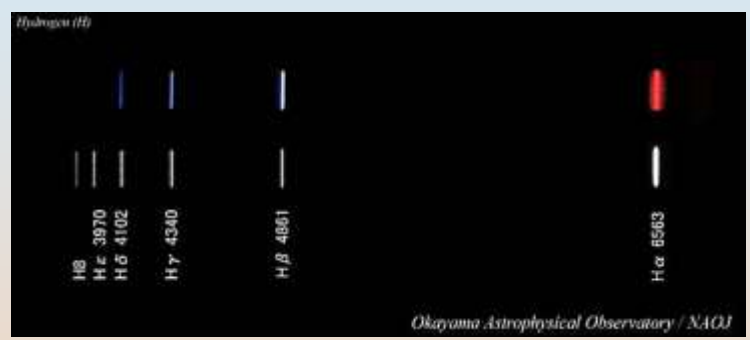 Hydrogen (H)
H8
Hε 3970
Hδ 4102
Hγ 4340
Hβ 4861
Hα 6563
Okayama Astrophysical Observatory / NAOJ